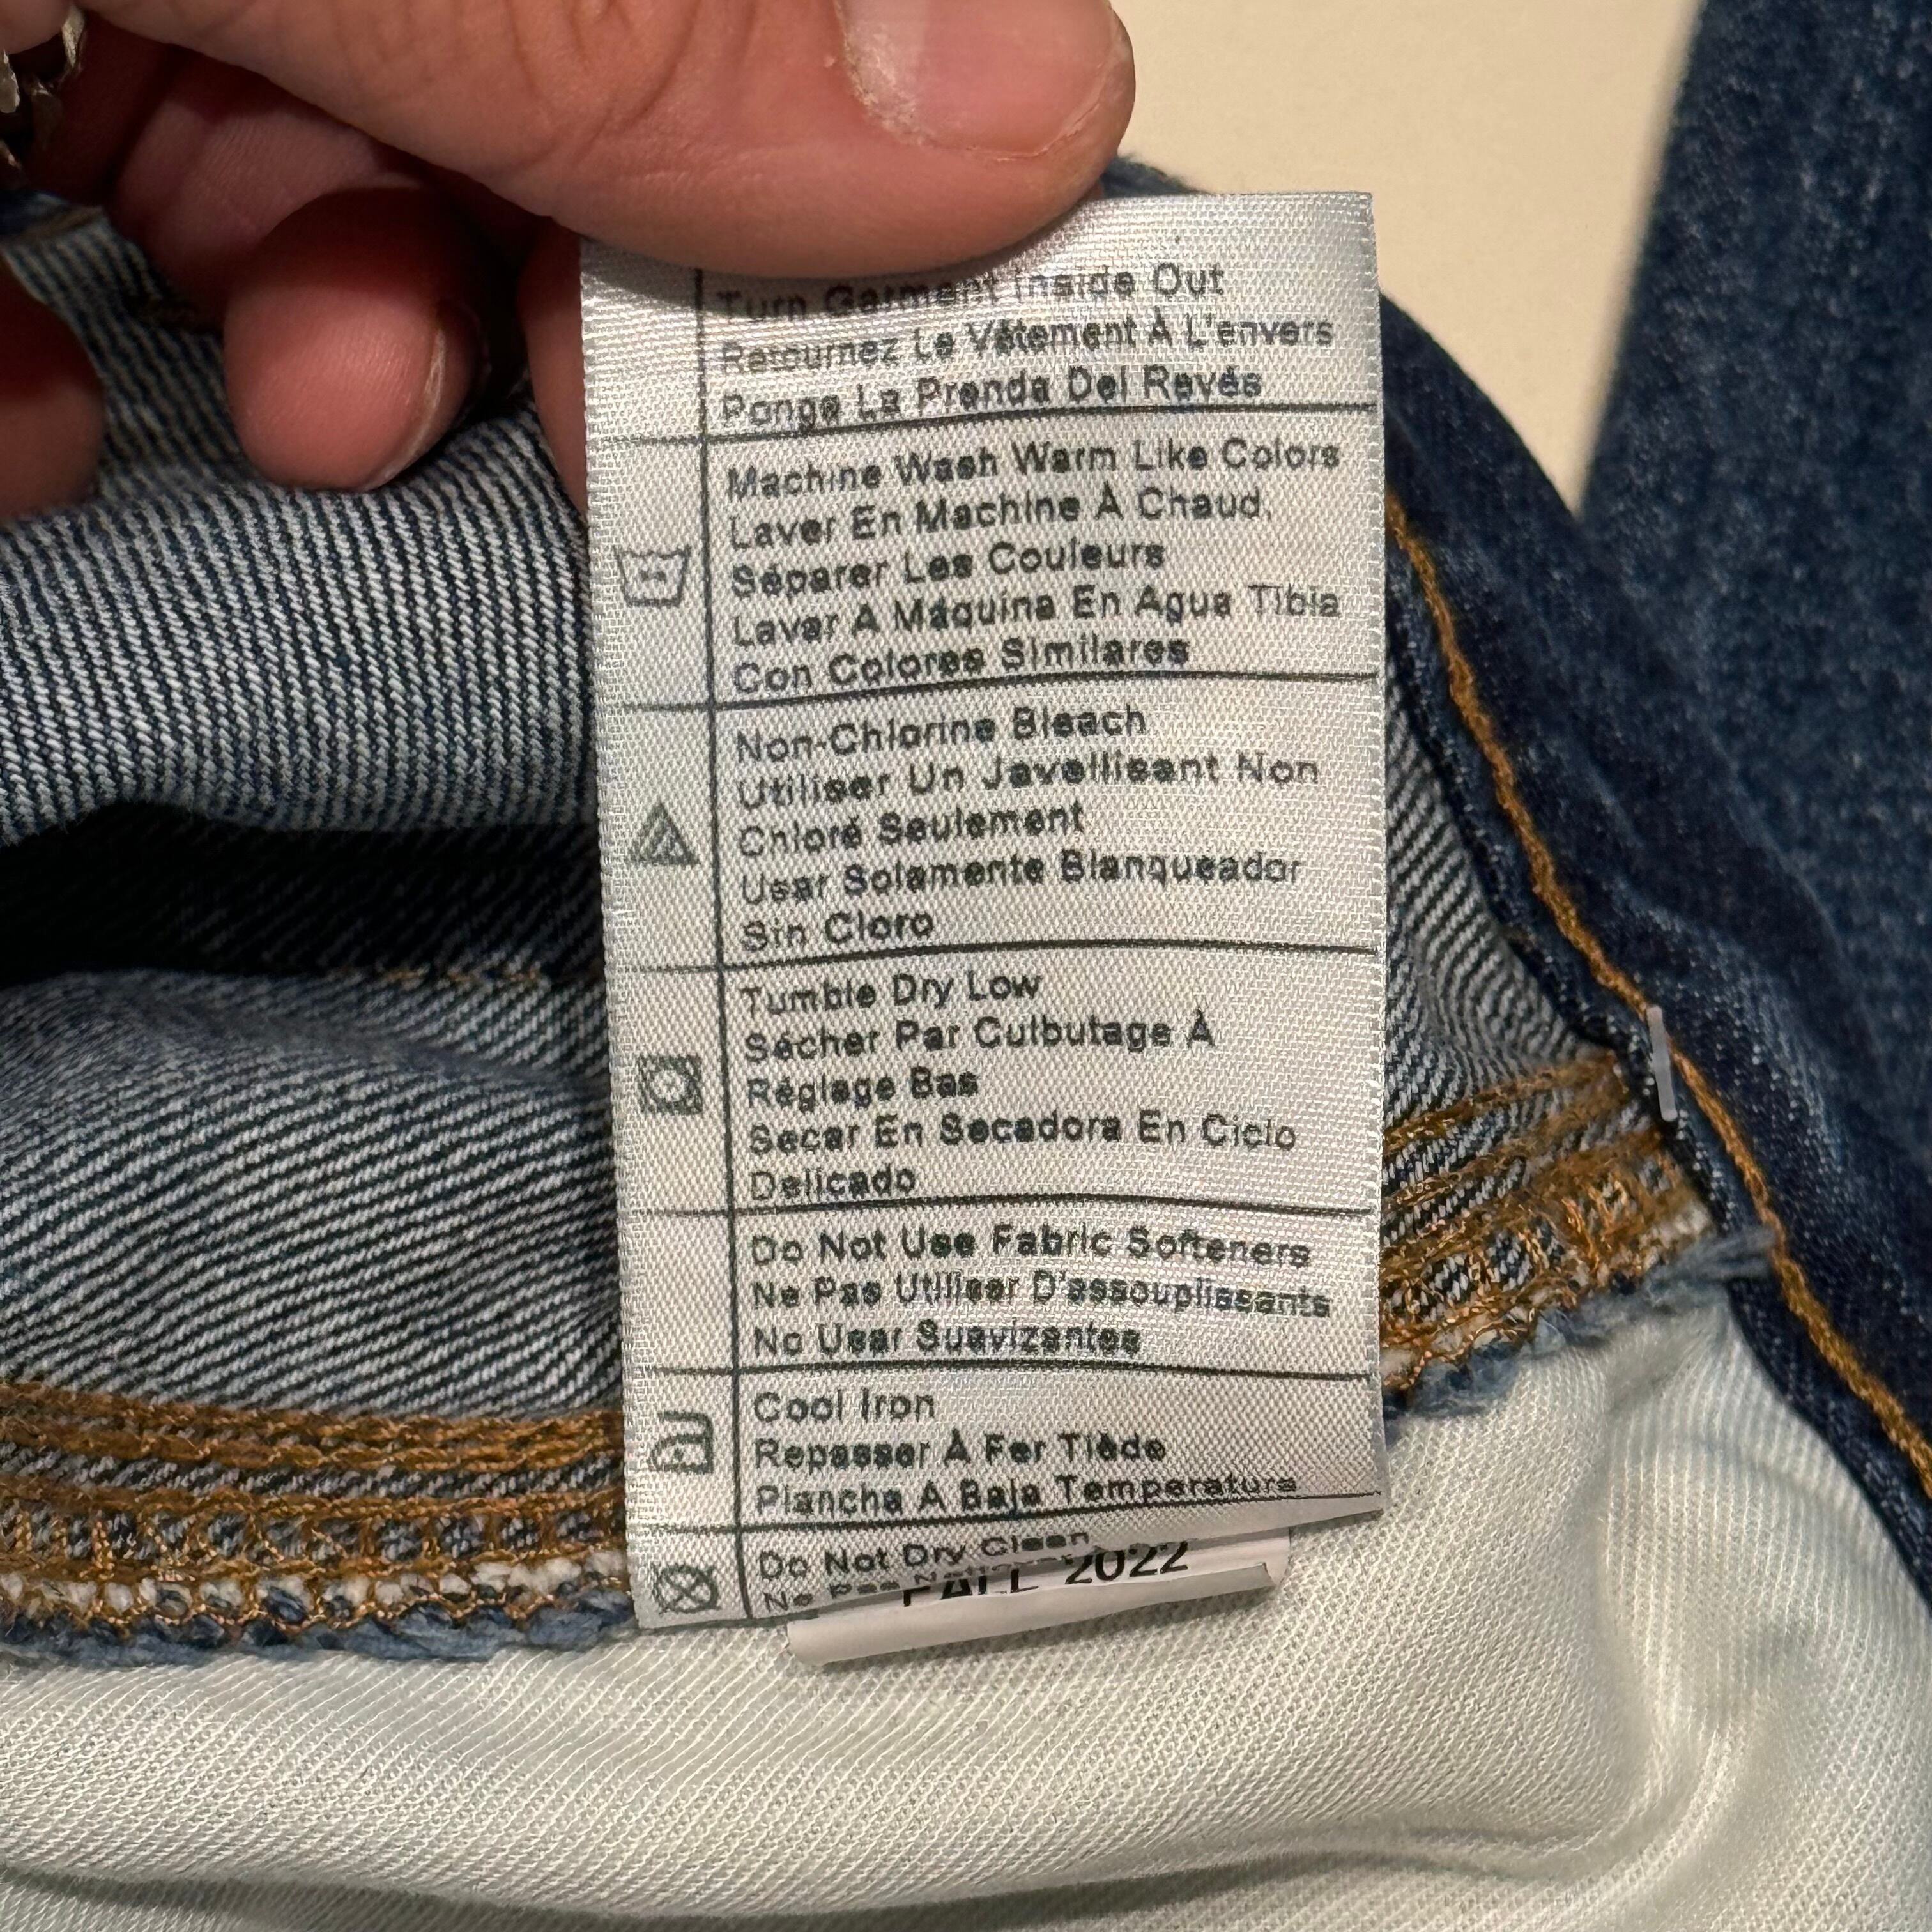 Turn Garment Inside Out
Retournez Le Vêtement À L'envers
Ponga La Prenda Del Revés
Machine Wash Warm Like Colors
Laver En Machine À Chaud,
Séparer Les Couleurs
Lavar A Máquina En Agua Tibia
Con Colores Similares
Non-Chlorine Bleach
Utiliser Un Javellisant Non
Chloré Seulement
Usar Solamente Blanqueador
Sin Cloro
Tumble Dry Low
Sécher Par Culbutage À
Réglage Bas
Secar En Secadora En Ciclo
Delicado
Do Not Use Fabric Softeners
Ne Pas Utiliser D'assouplissants
No Usar Suavizantes
Cool Iron
Repasser À Fer Tiède
Plancha A Baja Temperatura
Do Not Dry Clean
Ne Pas
FALL 2022